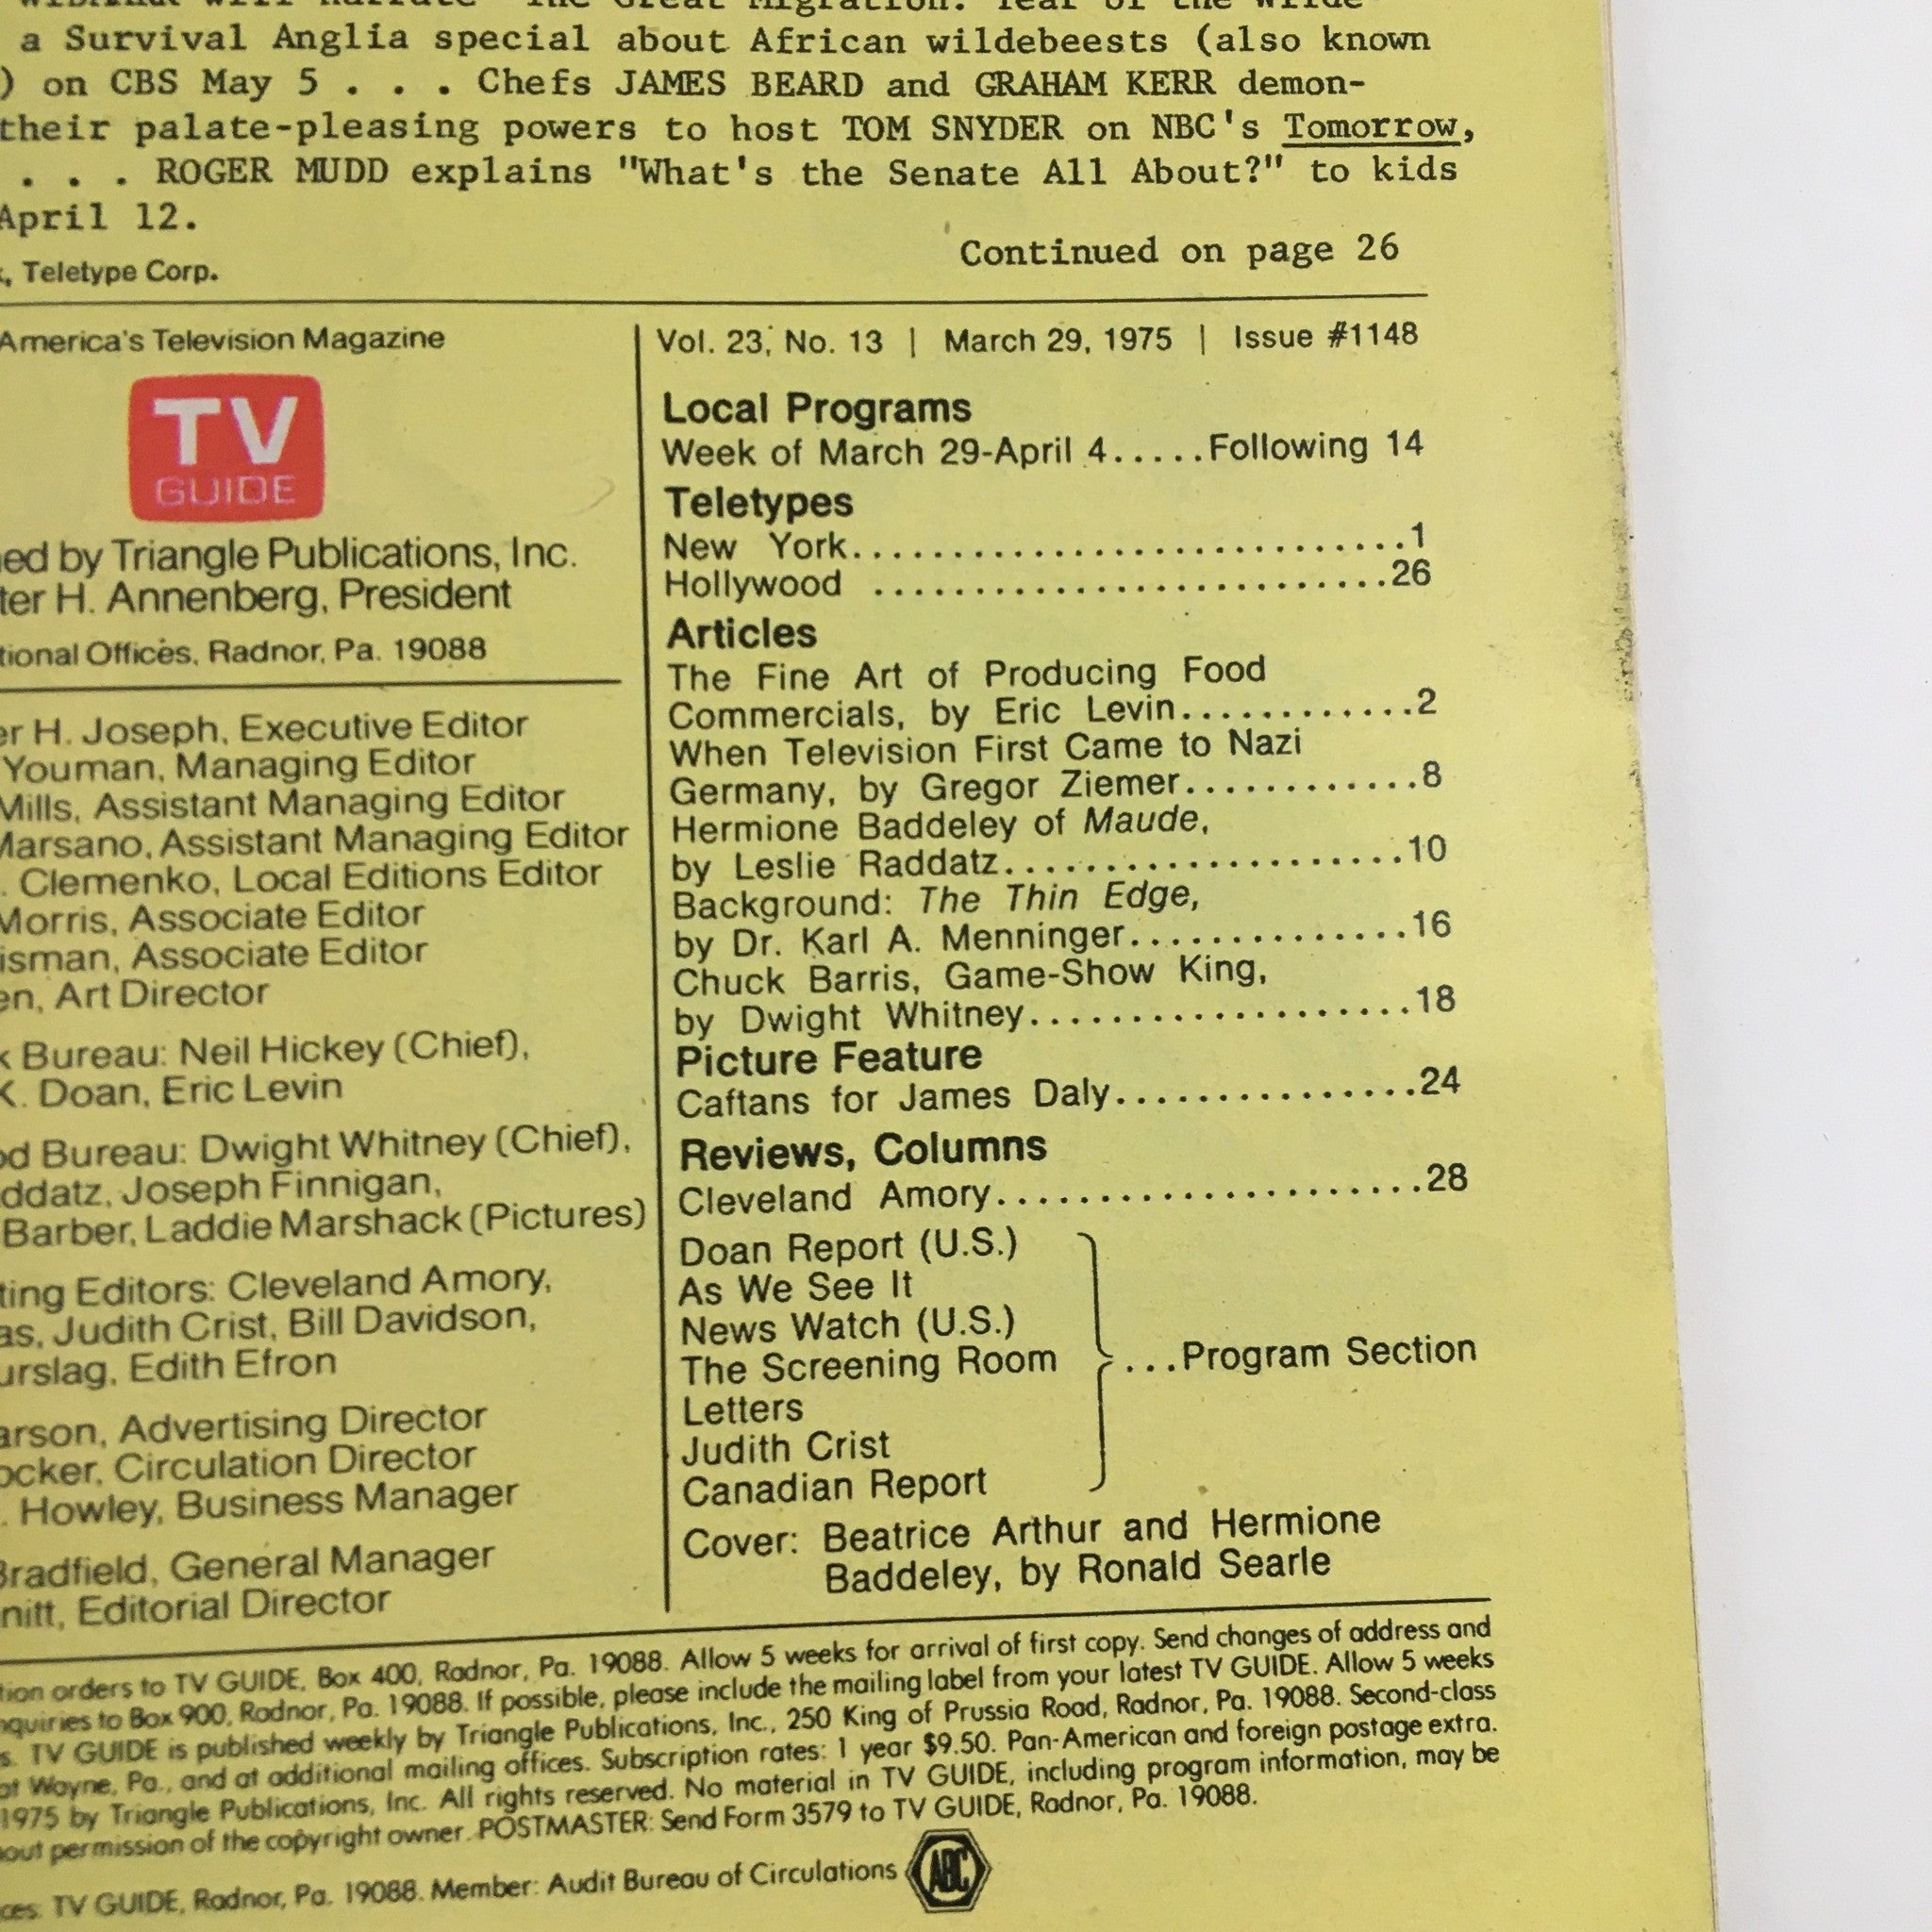 a Survival Anglia special about African wildebeests (also known
) on CBS May 5 . . . Chefs JAMES BEARD and GRAHAM KERR demon-
their palate-pleasing powers to host TOM SNYDER on NBC's Tomorrow,
. . . ROGER MUDD explains "What's the Senate All About?" to kids
April 12.
Continued on page 26
, Teletype Corp.
America's Television Magazine
TV
GUIDE
ed by Triangle Publications, Inc.
ter H. Annenberg, President
tional Offices, Radnor, Pa. 19088
er H. Joseph, Executive Editor
Youman, Managing Editor
Mills, Assistant Managing Editor
Marsano, Assistant Managing Editor
. Clemenko, Local Editions Editor
Morris, Associate Editor
isman, Associate Editor
en, Art Director
k Bureau: Neil Hickey (Chief),
K. Doan, Eric Levin
od Bureau: Dwight Whitney (Chief),
ddatz, Joseph Finnigan,
Barber, Laddie Marshack (Pictures)
ting Editors: Cleveland Amory,
as, Judith Crist, Bill Davidson,
urslag, Edith Efron
arson, Advertising Director
ocker, Circulation Director
. Howley, Business Manager
Bradfield, General Manager
nitt, Editorial Director
Vol. 23, No. 13 | March 29, 1975 | Issue #1148
Local Programs
Week of March 29-April 4.....Following 14
Teletypes
New York..............................1
Hollywood ............................26
Articles
The Fine Art of Producing Food
Commercials, by Eric Levin............2
When Television First Came to Nazi
Germany, by Gregor Ziemer............8
Hermione Baddeley of Maude,
by Leslie Raddatz.....................10
Background: The Thin Edge,
by Dr. Karl A. Menninger..............16
Chuck Barris, Game-Show King,
by Dwight Whitney....................18
Picture Feature
Caftans for James Daly...............24
Reviews, Columns
Cleveland Amory......................28
Doan Report (U.S.)
As We See It
News Watch (U.S.)
The Screening Room
Letters
Judith Crist
Canadian Report
...Program Section
Cover: Beatrice Arthur and Hermione
Baddeley, by Ronald Searle
tion orders to TV GUIDE, Box 400, Radnor, Pa. 19088. Allow 5 weeks for arrival of first copy. Send changes of address and
nquiries to Box 900, Radnor, Pa. 19088. If possible, please include the mailing label from your latest TV GUIDE. Allow 5 weeks
s. TV GUIDE is published weekly by Triangle Publications, Inc., 250 King of Prussia Road, Radnor, Pa. 19088. Second-class
at Wayne, Pa., and at additional mailing offices. Subscription rates: 1 year $9.50. Pan-American and foreign postage extra.
1975 by Triangle Publications, Inc. All rights reserved. No material in TV GUIDE, including program information, may be
out permission of the copyright owner. POSTMASTER: Send Form 3579 to TV GUIDE, Radnor, Pa. 19088.
ces: TV GUIDE, Radnor, Pa. 19088. Member: Audit Bureau of Circulations
ABC